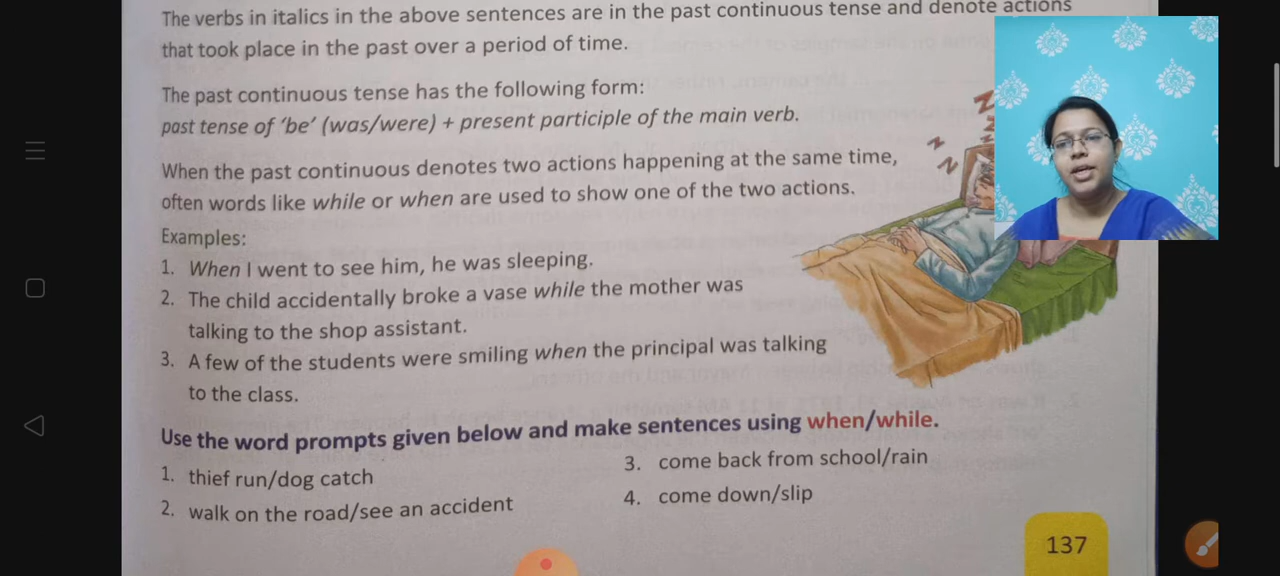 The verbs in italics in the above sentences are in the past continuous tense and denote actions
that took place in the past over a period of time.
The past continuous tense has the following form:
past tense of ‘be’ (was/were) + present participle of the main verb.
When the past continuous denotes two actions happening at the same time,
often words like while or when are used to show one of the two actions.
Examples:
1. When I went to see him, he was sleeping.
2. The child accidentally broke a vase while the mother was
talking to the shop assistant.
3. A few of the students were smiling when the principal was talking
to the class.
Use the word prompts given below and make sentences using when/while.
1. thief run/dog catch
2. walk on the road/see an accident
3. come back from school/rain
4. come down/slip
137
Z
Z
Z